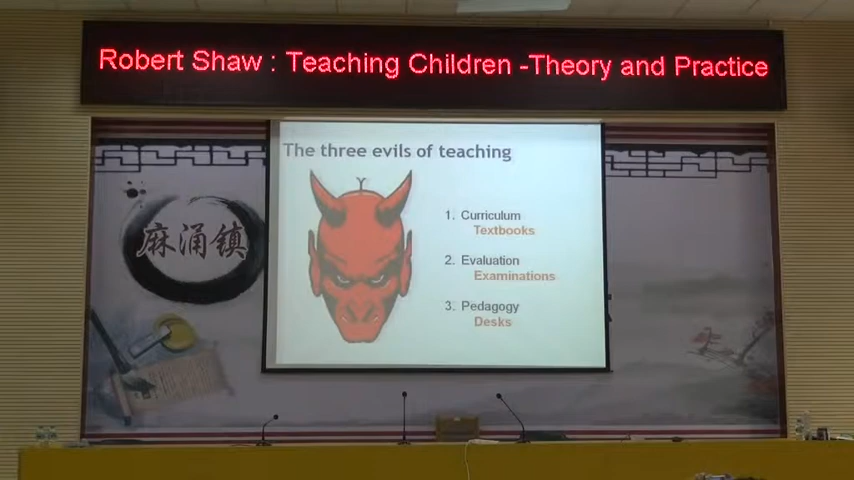 Robert Shaw : Teaching Children -Theory and Practice
The three evils of teaching
麻涌镇
1. Curriculum
Textbooks
2. Evaluation
Examinations
3. Pedagogy
Desks